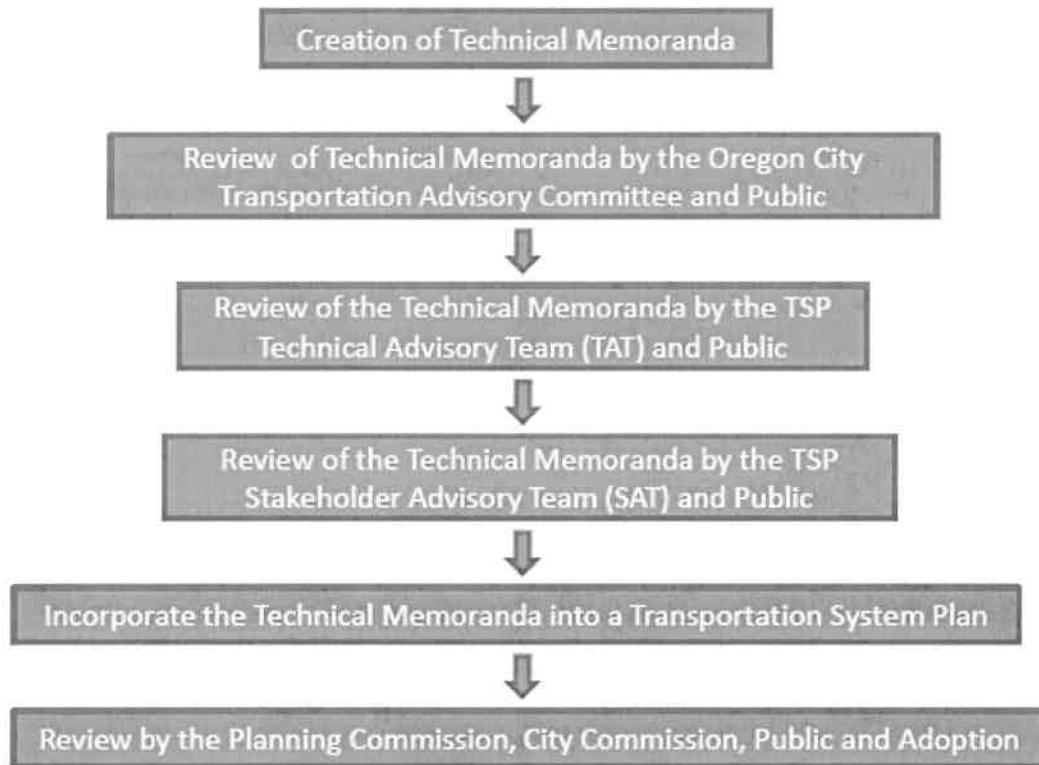 Creation of Technical Memoranda
Review of Technical Memoranda by the Oregon City
Transportation Advisory Committee and Public
Review of the Technical Memoranda by the TSP
Technical Advisory Team (TAT) and Public
Review of the Technical Memoranda by the TSP
Stakeholder Advisory Team (SAT) and Public
Incorporate the Technical Memoranda into a Transportation System Plan
Review by the Planning Commission, City Commission, Public and Adoption